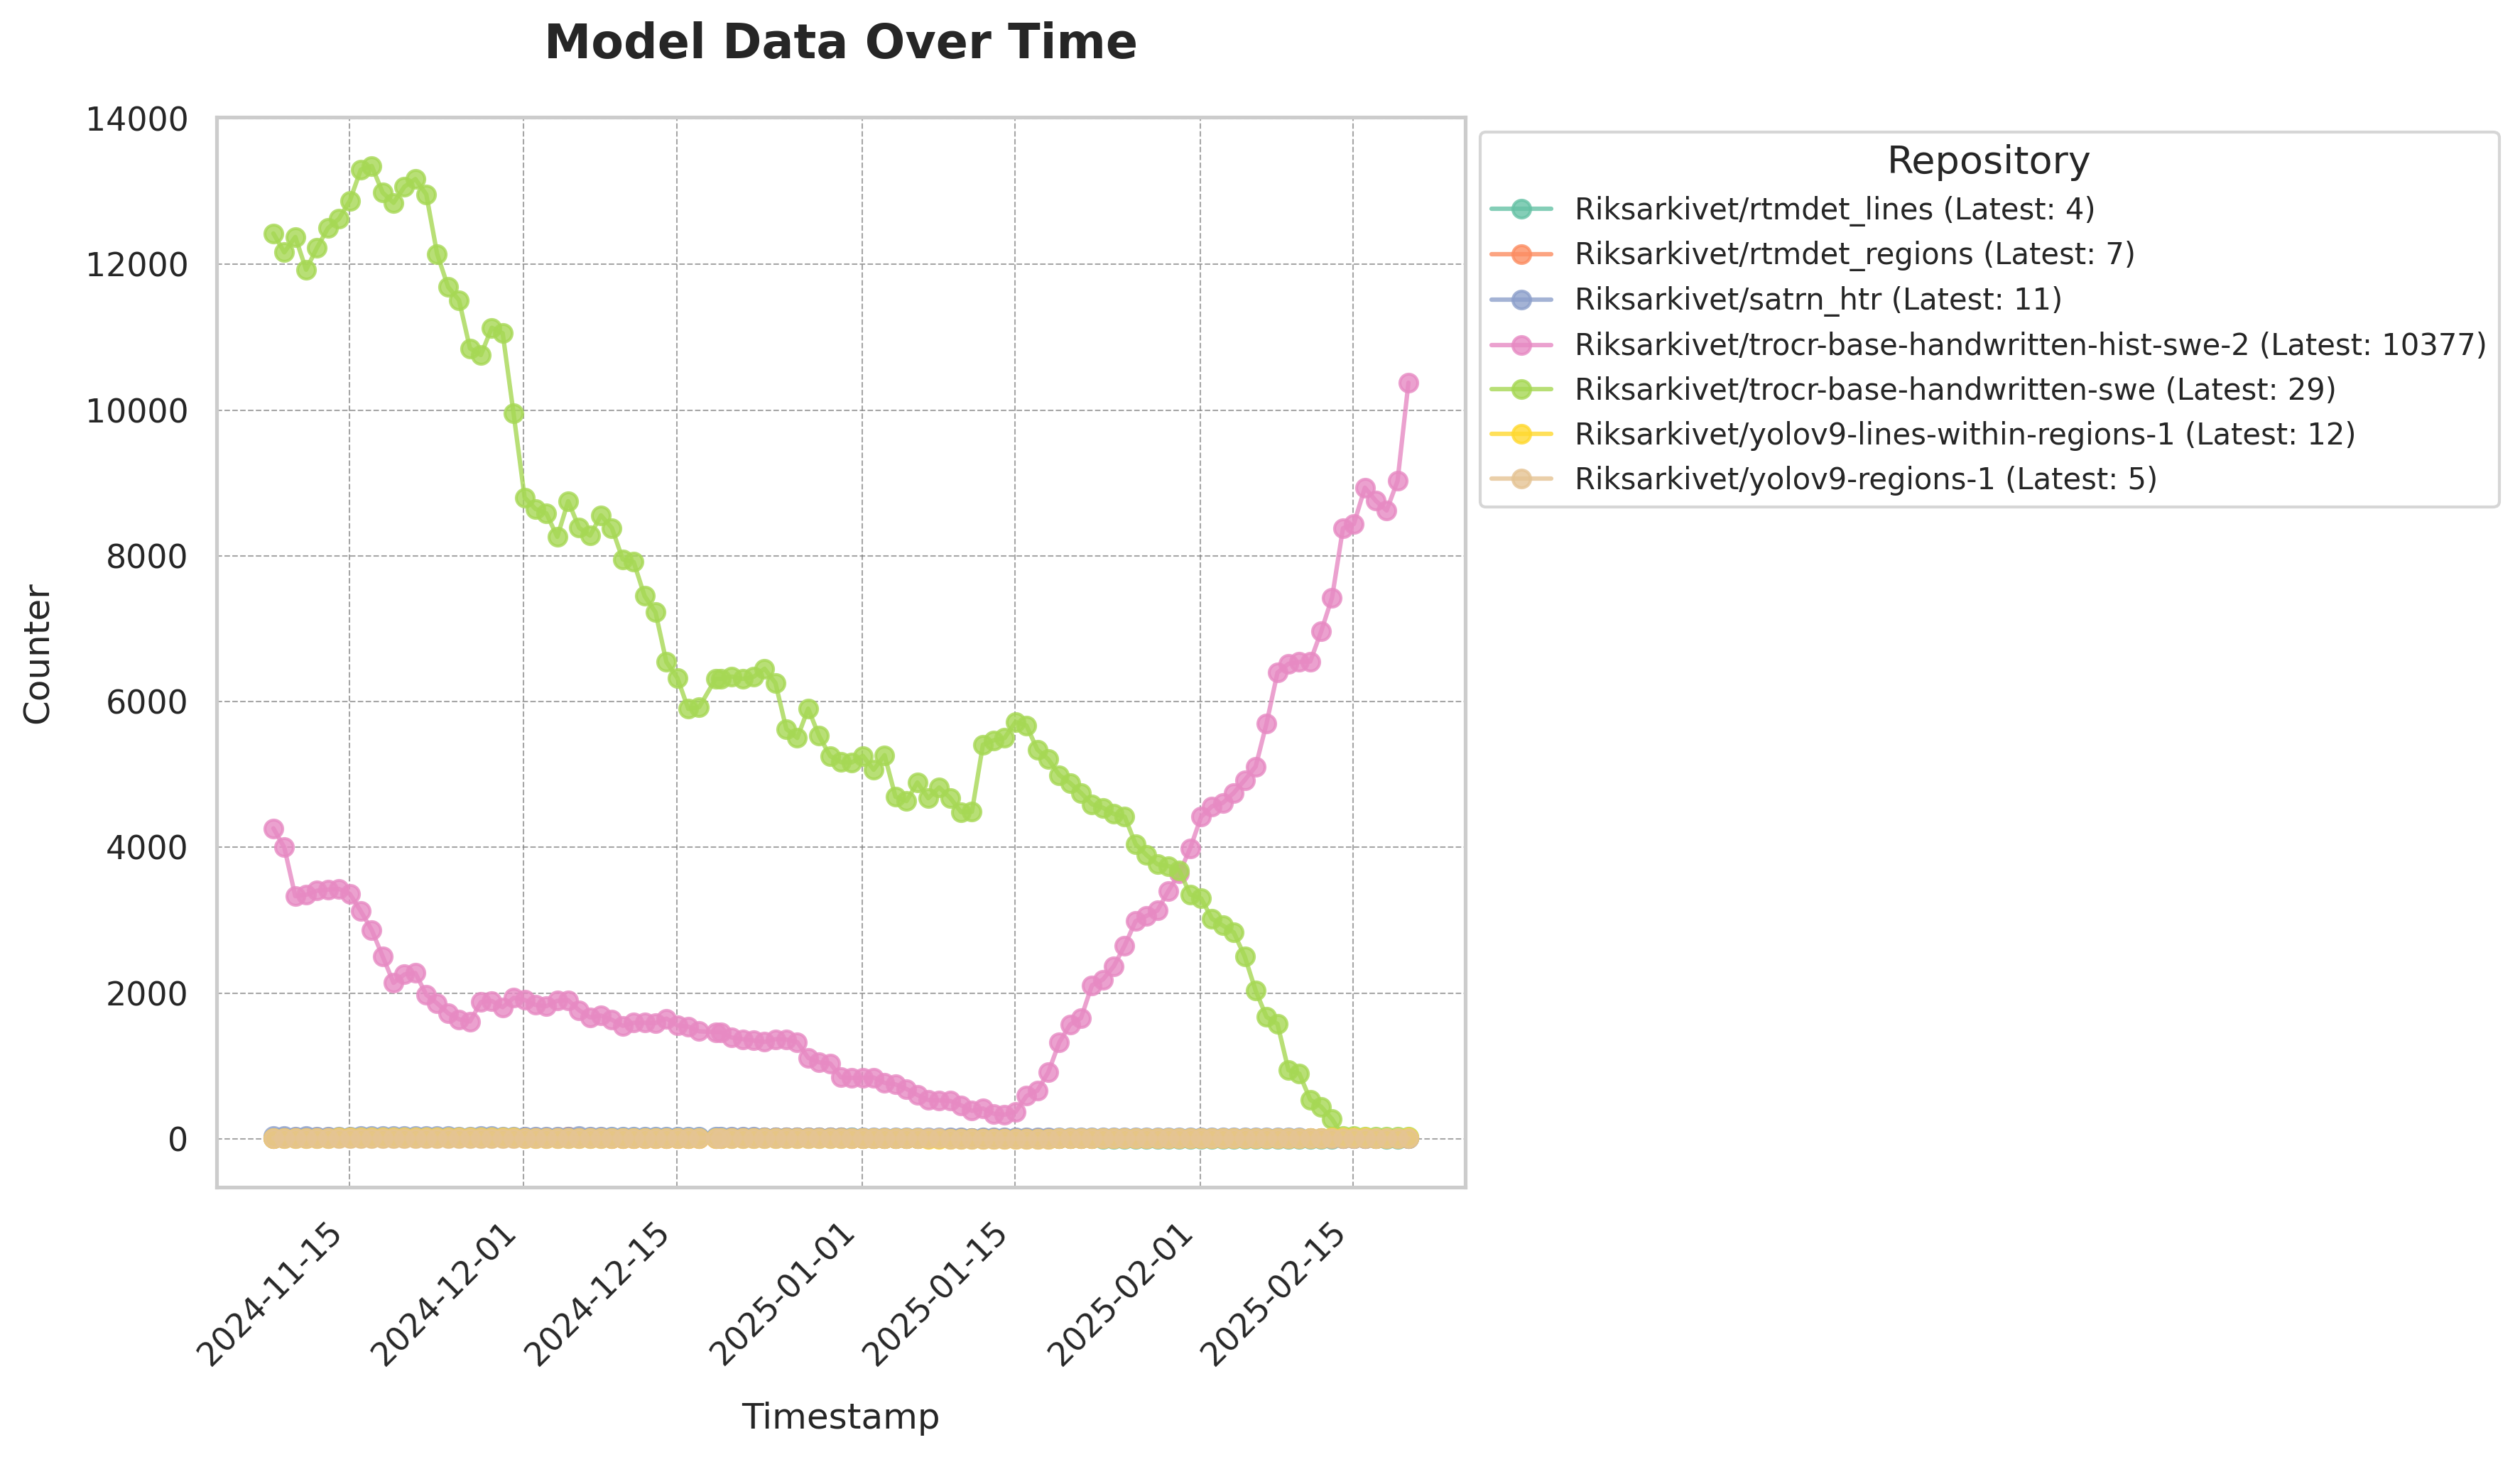 Model Data Over Time
14000
12000
10000
8000
6000
4000
2000
0
Counter
2024-11-15
2024-12-01
2024-12-15
2025-01-01
2025-01-15
2025-02-01
2025-02-15
Timestamp
Repository
Riksarkivet/rtmdet_lines (Latest: 4)
Riksarkivet/rtmdet_regions (Latest: 7)
Riksarkivet/satrn_htr (Latest: 11)
Riksarkivet/trocr-base-handwritten-hist-swe-2 (Latest: 10377)
Riksarkivet/trocr-base-handwritten-swe (Latest: 29)
Riksarkivet/yolov9-lines-within-regions-1 (Latest: 12)
Riksarkivet/yolov9-regions-1 (Latest: 5)